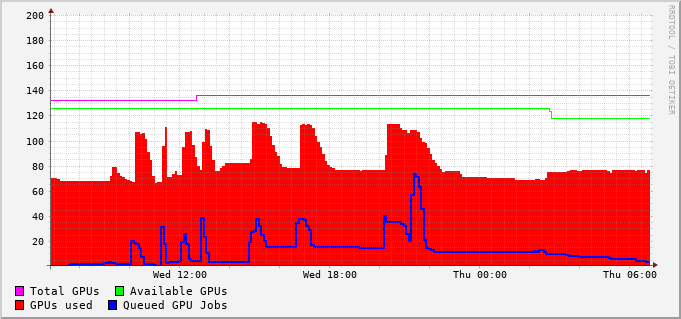 200
180
160
140
120
100
80
60
40
20
Wed 12:00 Wed 18:00 Thu 00:00 Thu 06:00
Total GPUs Available GPUs
GPUs used Queued GPU Jobs
RRDTOOL / TOBI OETIKER